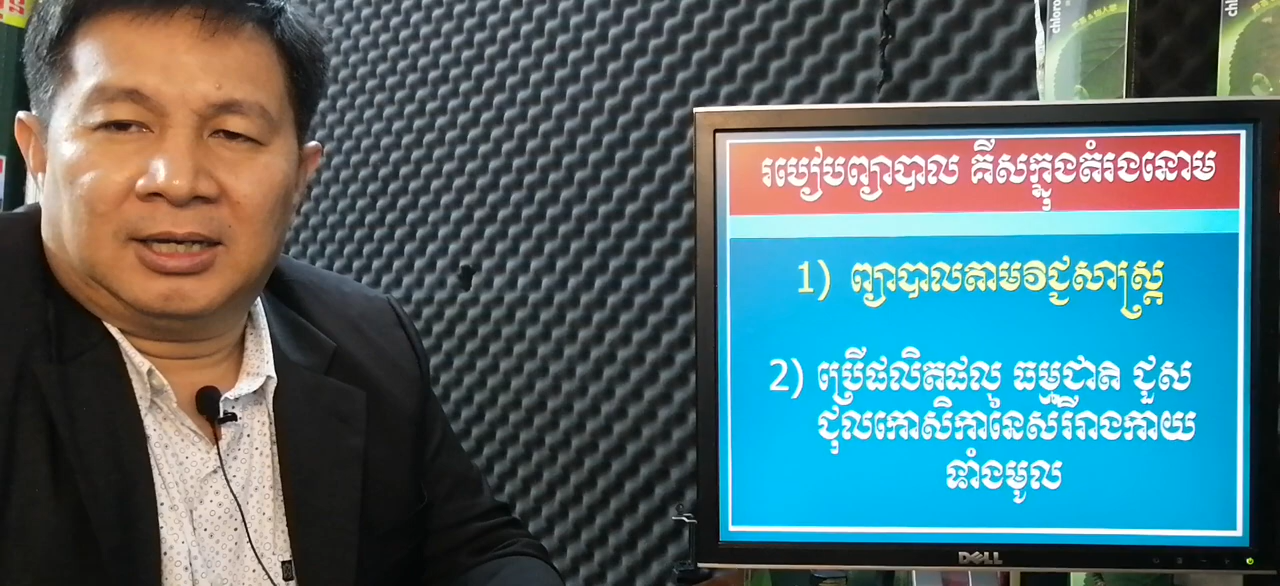 របៀបព្យាបាល គីសក្នុងតំរងនោម
1) ព្យាបាលតាមវិជ្ជសាស្ត្រ
2) ប្រើផលិតផល ធម្មជាតិ ជួស
ជុលកោសិកានៃសរីរាងកាយ
ទាំងមូល
DELL